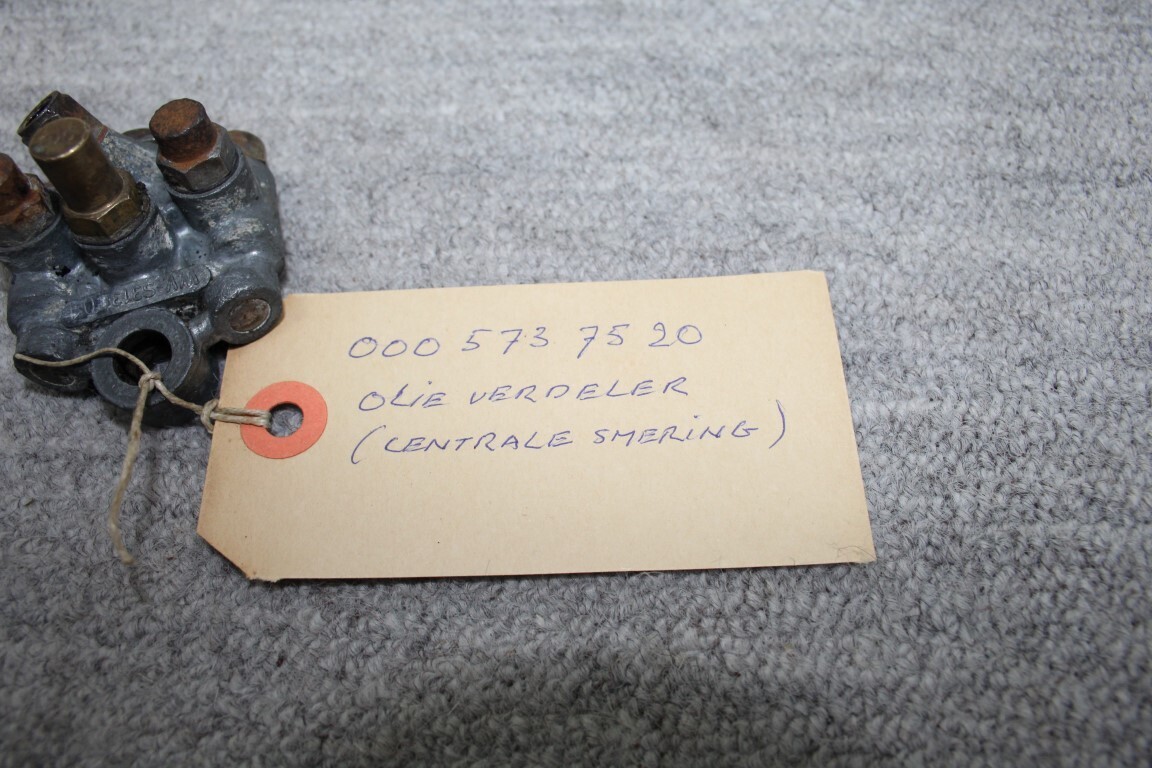 000 573 75 20
OLIE VERDELER
(CENTRALE SMERING)